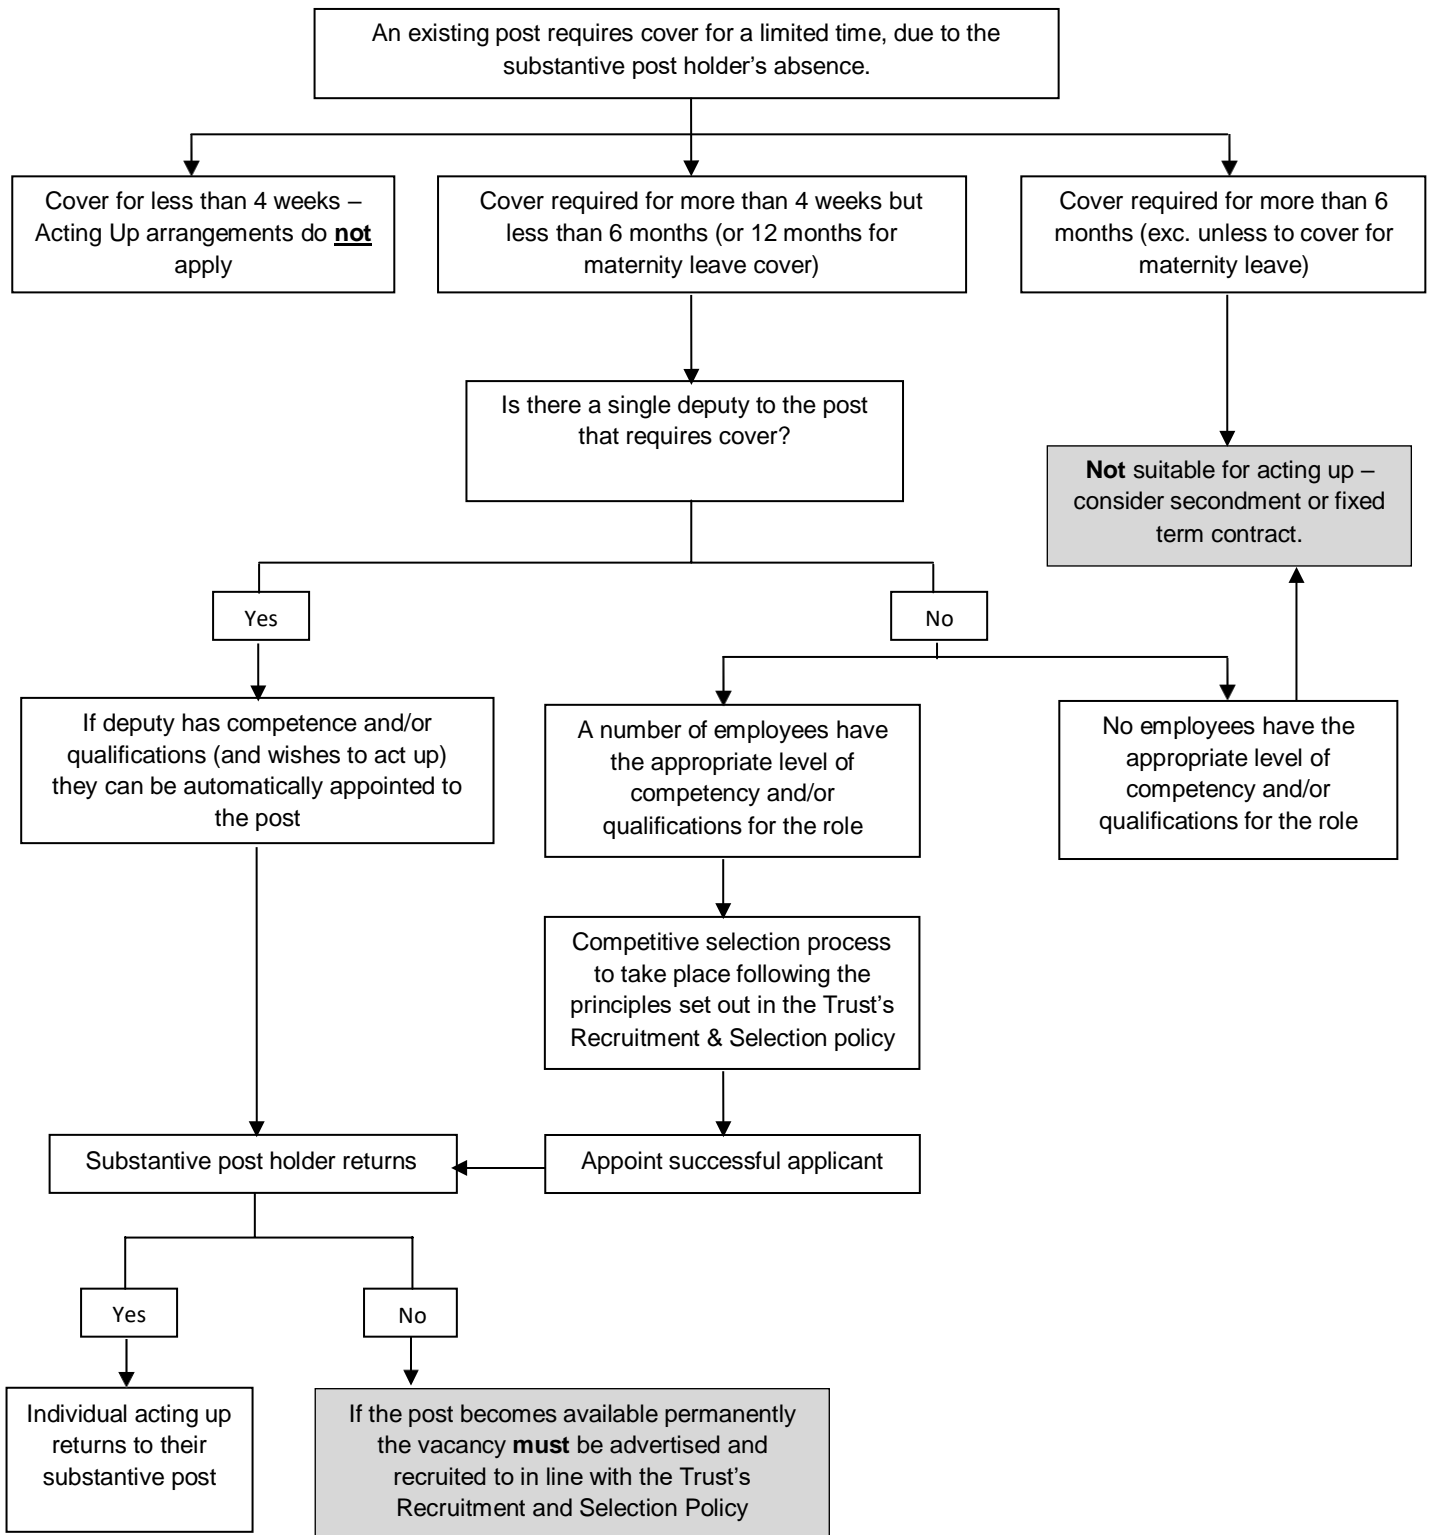 An existing post requires cover for a limited time, due to the
substantive post holder's absence.
Cover for less than 4 weeks –
Acting Up arrangements do not
apply
Cover required for more than 4 weeks but
less than 6 months (or 12 months for
maternity leave cover)
Cover required for more than 6
months (exc. unless to cover for
maternity leave)
Is there a single deputy to the post
that requires cover?
Not suitable for acting up –
consider secondment or fixed
term contract.
Yes
No
If deputy has competence and/or
qualifications (and wishes to act up)
they can be automatically appointed to
the post
A number of employees have
the appropriate level of
competency and/or
qualifications for the role
No employees have the
appropriate level of
competency and/or
qualifications for the role
Competitive selection process
to take place following the
principles set out in the Trust's
Recruitment & Selection policy
Substantive post holder returns
Appoint successful applicant
Yes
No
Individual acting up
returns to their
substantive post
If the post becomes available permanently
the vacancy must be advertised and
recruited to in line with the Trust's
Recruitment and Selection Policy